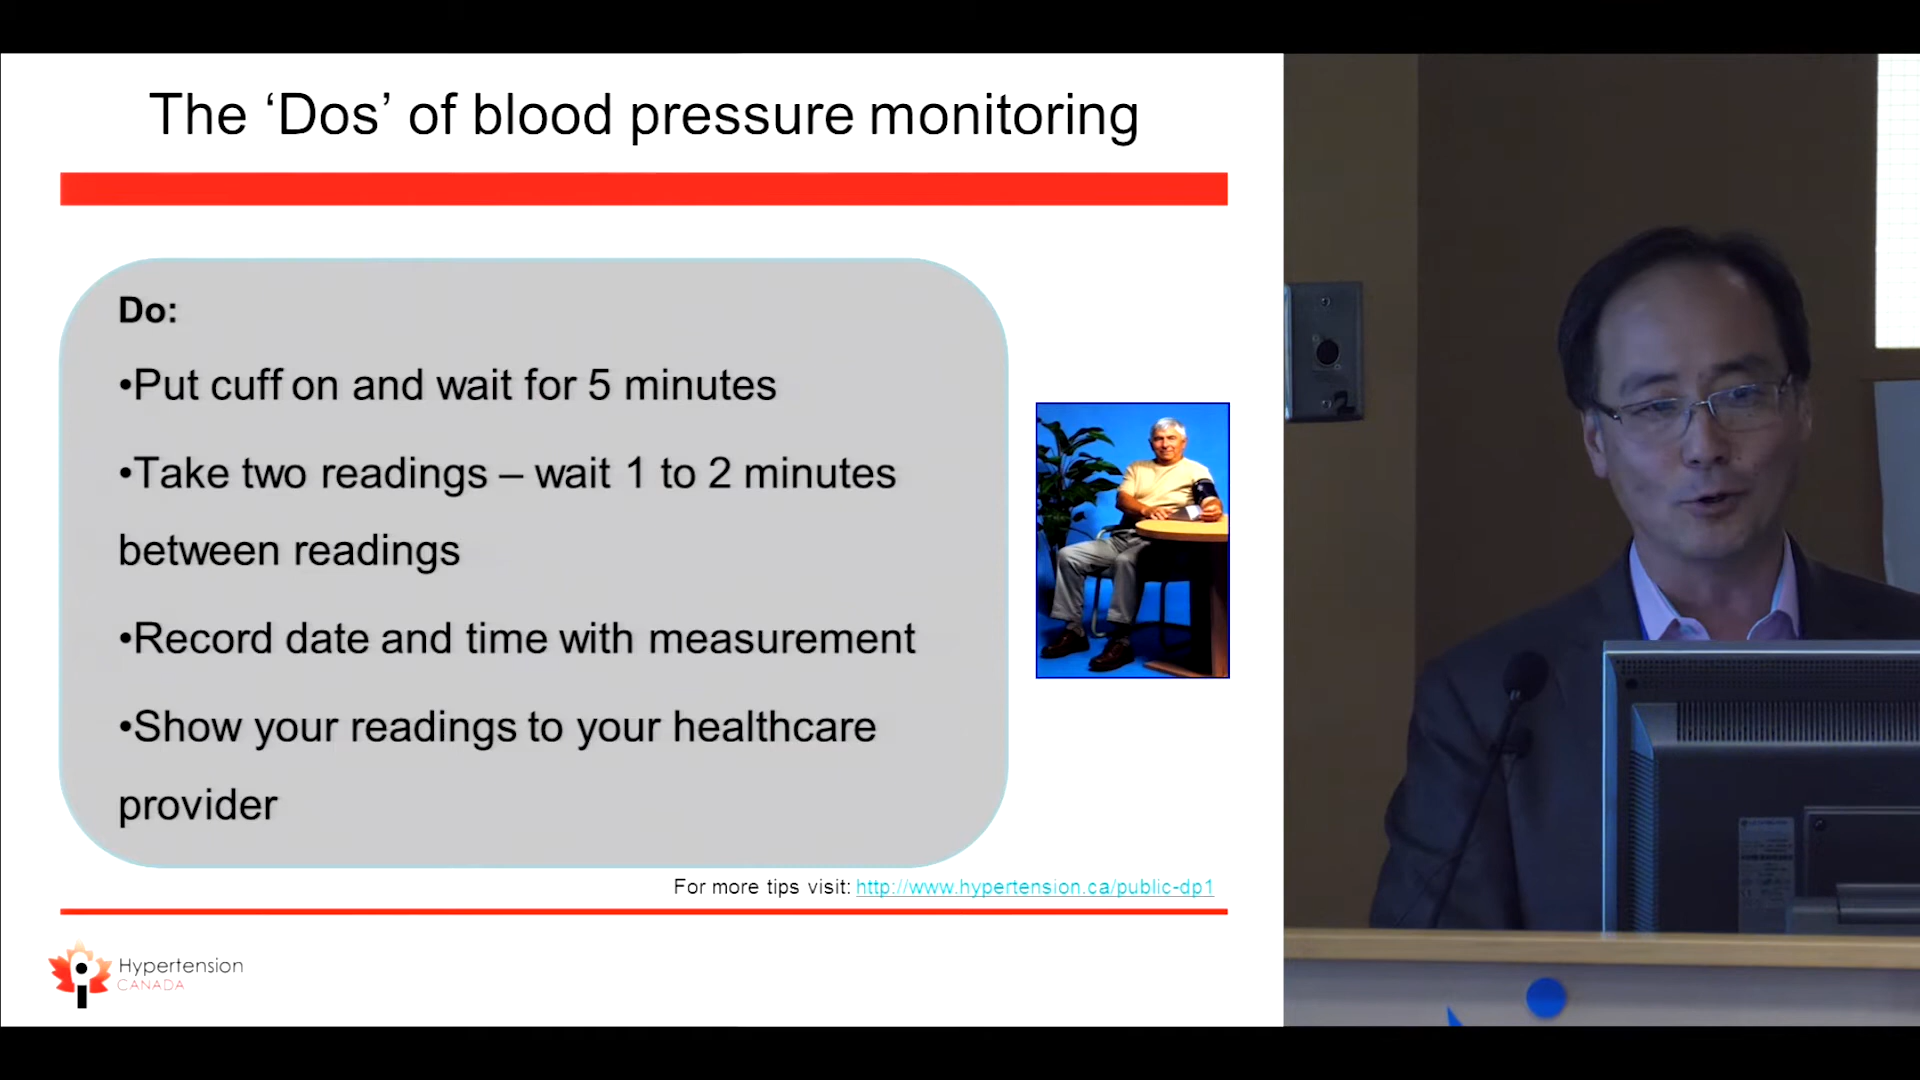 The ‘Dos’ of blood pressure monitoring
Do:
•Put cuff on and wait for 5 minutes
•Take two readings – wait 1 to 2 minutes
between readings
•Record date and time with measurement
•Show your readings to your healthcare
provider
For more tips visit: http://www.hypertension.ca/public-dp1
Hypertension
CANADA